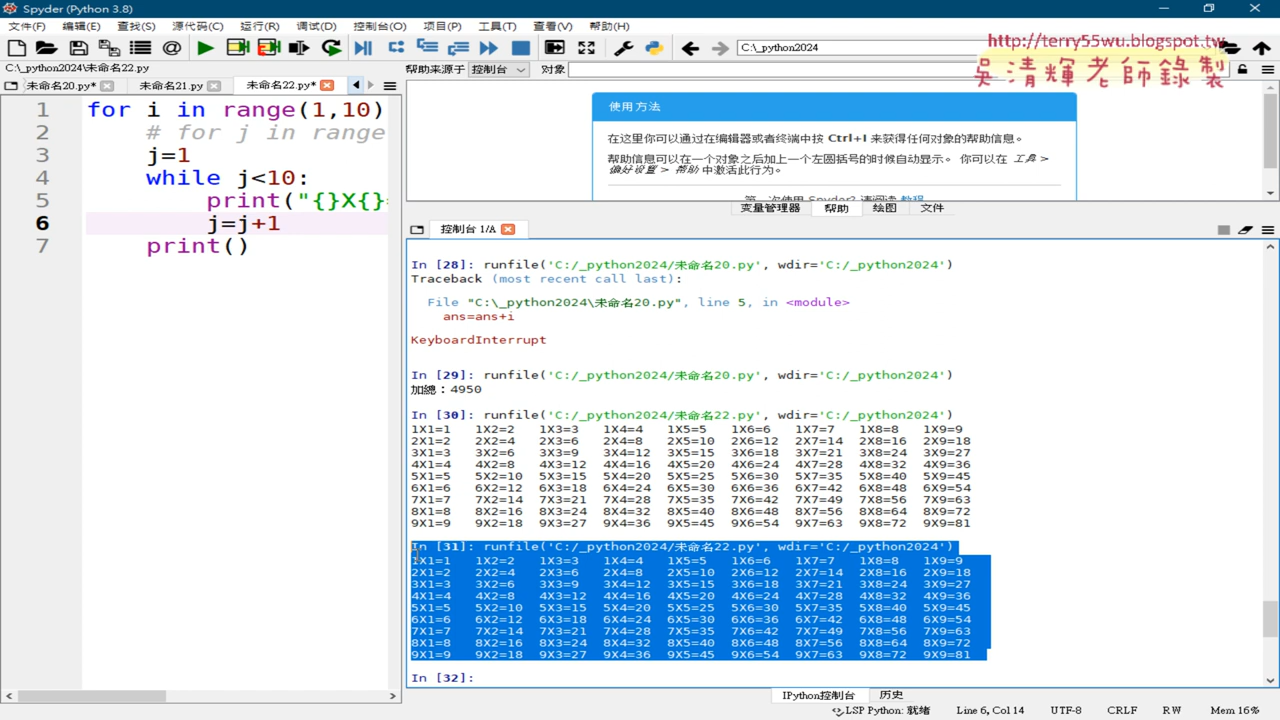 Spyder (Python 3.8)
文件(F) 编辑(E) 查找(S) 源代码(C) 运行(R) 调试(D) 控制台(O) 项目(P) 工具(T) 查看(V) 帮助(H)
C:\_python2024
http://terry55wu.blogspot.tw
吳清輝老師錄製
C:\_python2024\未命名22.py
帮助来源于 控制台 对象
未命名20.py* 未命名21.py 未命名22.py*
1 for i in range(1,10)
2 # for j in range
3 j=1
4 while j<10:
5 print("{}X{}=
6 j=j+1
7 print()
使用方法
在这里你可以通过在编辑器或者终端中按 Ctrl+I 来获得任何对象的帮助信息。
帮助信息可以在一个对象之后加上一个左圆括号的时候自动显示。 你可以在 工具 >
偏好设置 > 帮助 中激活此行为。
第一次使用 Spyder? 请阅读 教程
变量管理器 帮助 绘图 文件
控制台 1/A
In [28]: runfile('C:/_python2024/未命名20.py', wdir='C:/_python2024')
Traceback (most recent call last):
File "C:\_python2024\未命名20.py", line 5, in <module>
ans=ans+i
KeyboardInterrupt
In [29]: runfile('C:/_python2024/未命名20.py', wdir='C:/_python2024')
加總：4950
In [30]: runfile('C:/_python2024/未命名22.py', wdir='C:/_python2024')
1X1=1 1X2=2 1X3=3 1X4=4 1X5=5 1X6=6 1X7=7 1X8=8 1X9=9
2X1=2 2X2=4 2X3=6 2X4=8 2X5=10 2X6=12 2X7=14 2X8=16 2X9=18
3X1=3 3X2=6 3X3=9 3X4=12 3X5=15 3X6=18 3X7=21 3X8=24 3X9=27
4X1=4 4X2=8 4X3=12 4X4=16 4X5=20 4X6=24 4X7=28 4X8=32 4X9=36
5X1=5 5X2=10 5X3=15 5X4=20 5X5=25 5X6=30 5X7=35 5X8=40 5X9=45
6X1=6 6X2=12 6X3=18 6X4=24 6X5=30 6X6=36 6X7=42 6X8=48 6X9=54
7X1=7 7X2=14 7X3=21 7X4=28 7X5=35 7X6=42 7X7=49 7X8=56 7X9=63
8X1=8 8X2=16 8X3=24 8X4=32 8X5=40 8X6=48 8X7=56 8X8=64 8X9=72
9X1=9 9X2=18 9X3=27 9X4=36 9X5=45 9X6=54 9X7=63 9X8=72 9X9=81
In [31]: runfile('C:/_python2024/未命名22.py', wdir='C:/_python2024')
1X1=1 1X2=2 1X3=3 1X4=4 1X5=5 1X6=6 1X7=7 1X8=8 1X9=9
2X1=2 2X2=4 2X3=6 2X4=8 2X5=10 2X6=12 2X7=14 2X8=16 2X9=18
3X1=3 3X2=6 3X3=9 3X4=12 3X5=15 3X6=18 3X7=21 3X8=24 3X9=27
4X1=4 4X2=8 4X3=12 4X4=16 4X5=20 4X6=24 4X7=28 4X8=32 4X9=36
5X1=5 5X2=10 5X3=15 5X4=20 5X5=25 5X6=30 5X7=35 5X8=40 5X9=45
6X1=6 6X2=12 6X3=18 6X4=24 6X5=30 6X6=36 6X7=42 6X8=48 6X9=54
7X1=7 7X2=14 7X3=21 7X4=28 7X5=35 7X6=42 7X7=49 7X8=56 7X9=63
8X1=8 8X2=16 8X3=24 8X4=32 8X5=40 8X6=48 8X7=56 8X8=64 8X9=72
9X1=9 9X2=18 9X3=27 9X4=36 9X5=45 9X6=54 9X7=63 9X8=72 9X9=81
In [32]:
IPython控制台 历史
LSP Python: 就绪 Line 6, Col 14 UTF-8 CRLF RW Mem 16%